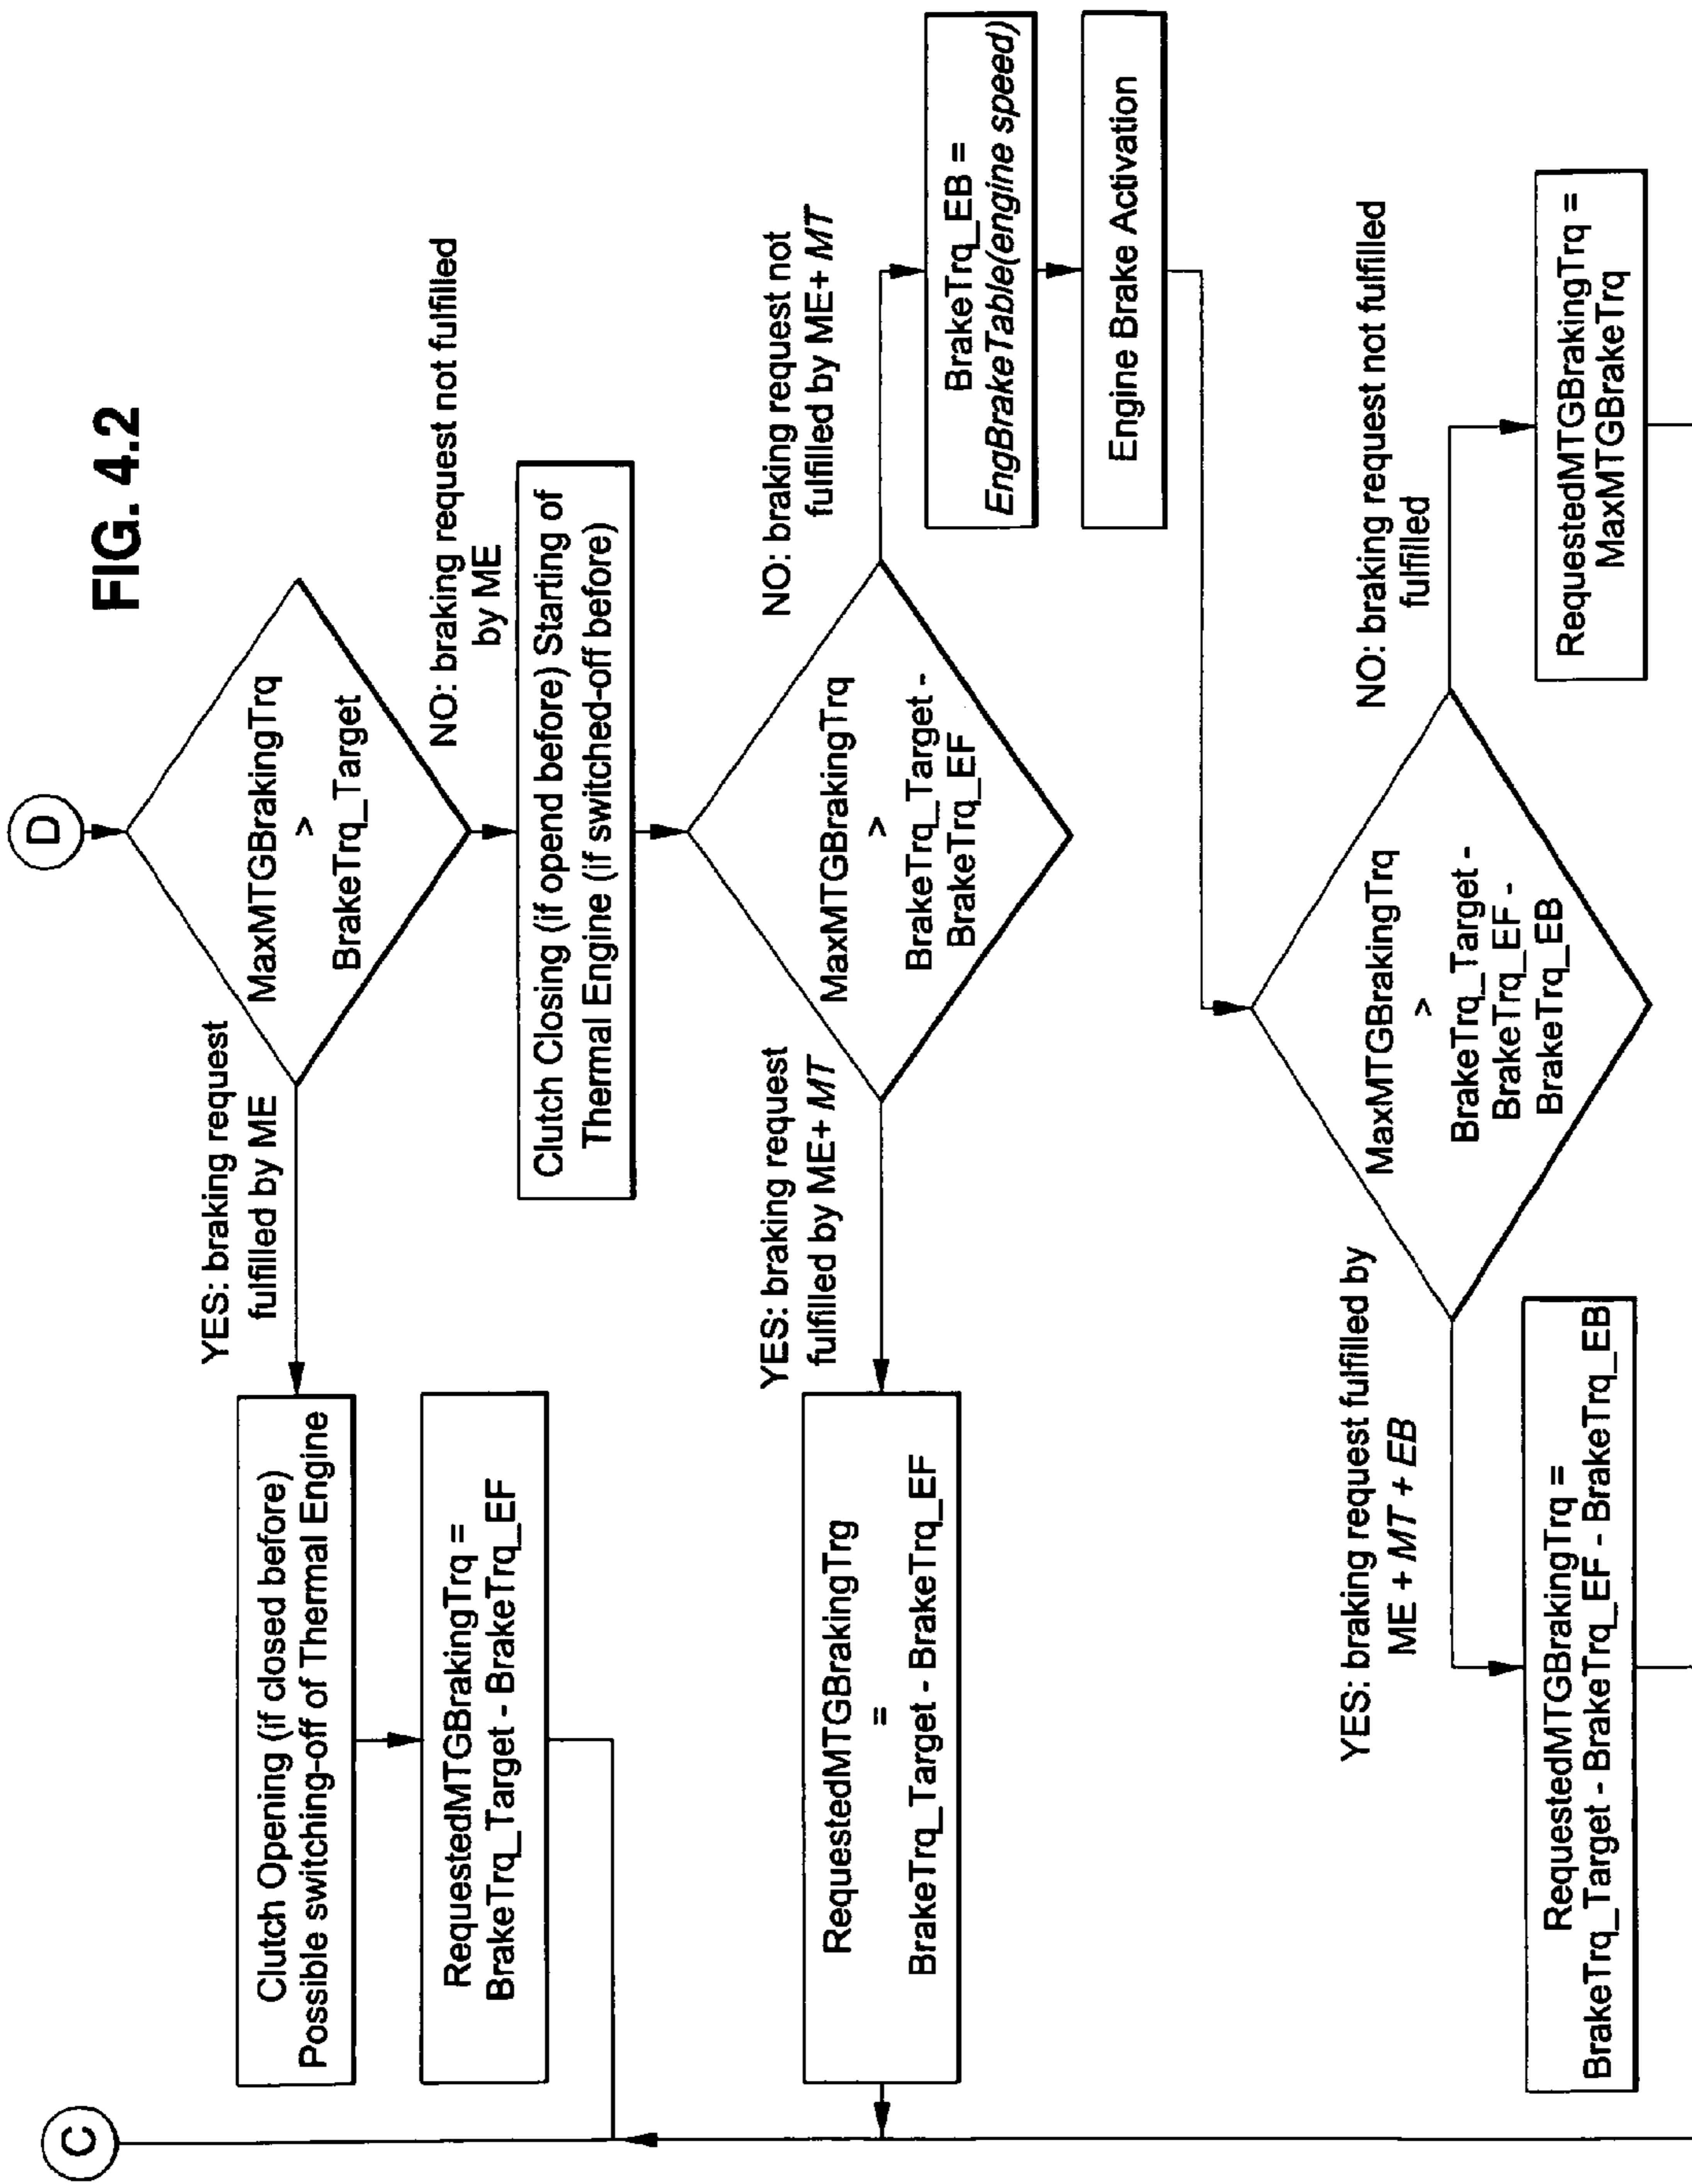 FIG. 4.2
D
MaxMTGBrakingTrq
>
BrakeTrq_Target
YES: braking request
fulfilled by ME
NO: braking request not fulfilled
by ME
Clutch Opening (if closed before)
Possible switching-off of Thermal Engine
RequestedMTGBrakingTrq =
BrakeTrq_Target - BrakeTrq_EF
C
Clutch Closing (if opend before) Starting of
Thermal Engine (if switched-off before)
MaxMTGBrakingTrq
>
BrakeTrq_Target -
BrakeTrq_EF
YES: braking request
fulfilled by ME+ MT
NO: braking request not
fulfilled by ME+ MT
RequestedMTGBrakingTrg
=
BrakeTrq_Target - BrakeTrq_EF
BrakeTrq_EB =
EngBrakeTable(engine speed)
Engine Brake Activation
MaxMTGBrakingTrq
>
BrakeTrq_Target -
BrakeTrq_EF -
BrakeTrq_EB
YES: braking request fulfilled by
ME + MT + EB
NO: braking request not fulfilled
fulfilled
RequestedMTGBrakingTrq =
BrakeTrq_Target - BrakeTrq_EF - BrakeTrq_EB
RequestedMTGBrakingTrq =
MaxMTGBrakeTrq